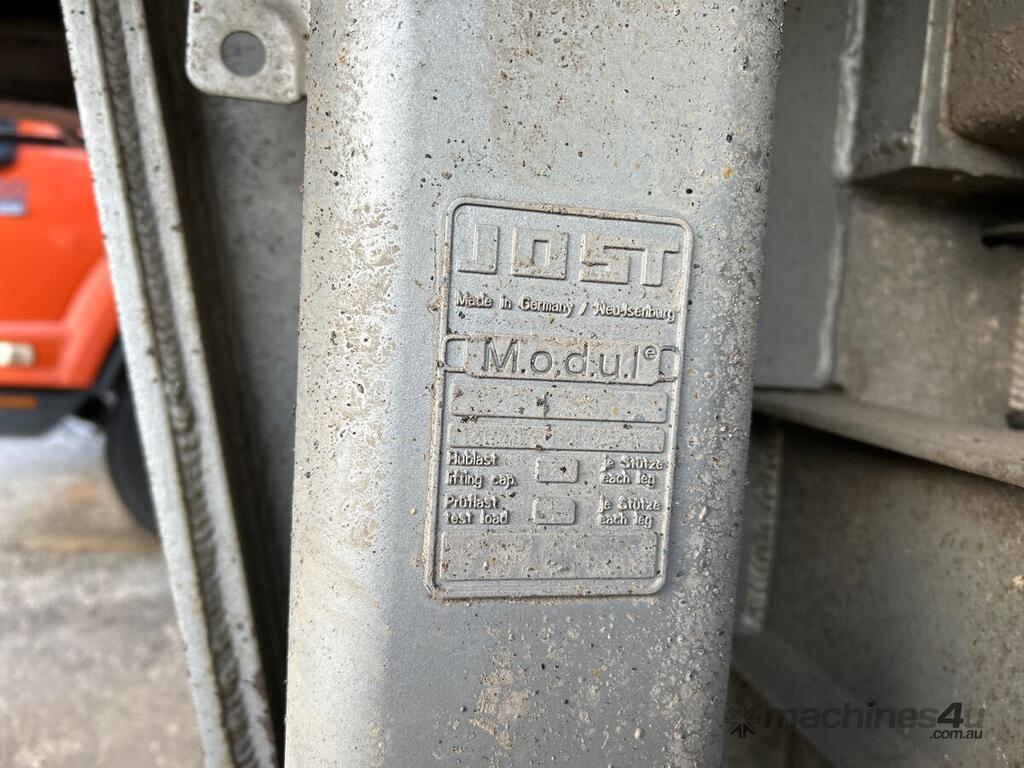 JOST
Made in Germany / Neu-Isenburg
M.o.d.u.l®
Hublast je Stütze
lifting cap. each leg
Prüflast je Stütze
test load each leg
machines4u
.com.au